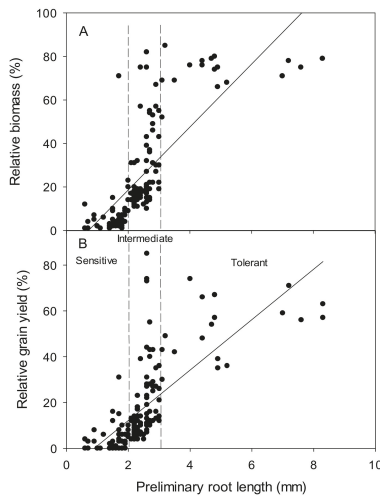 100
A
80
60
40
20
0
Relative biomass (%)
B
Intermediate
Sensitive
Tolerant
80
60
40
20
0
Relative grain yield (%)
0 2 4 6 8 10
Preliminary root length (mm)